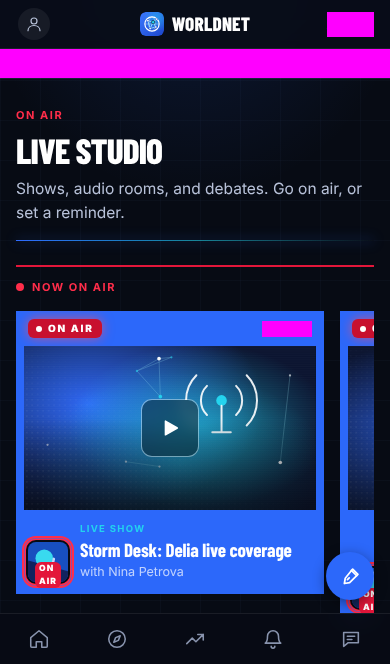 WORLDNET
ON AIR
LIVE STUDIO
Shows, audio rooms, and debates. Go on air, or
set a reminder.
NOW ON AIR
ON AIR
LIVE SHOW
Storm Desk: Delia live coverage
with Nina Petrova
ON
AIR